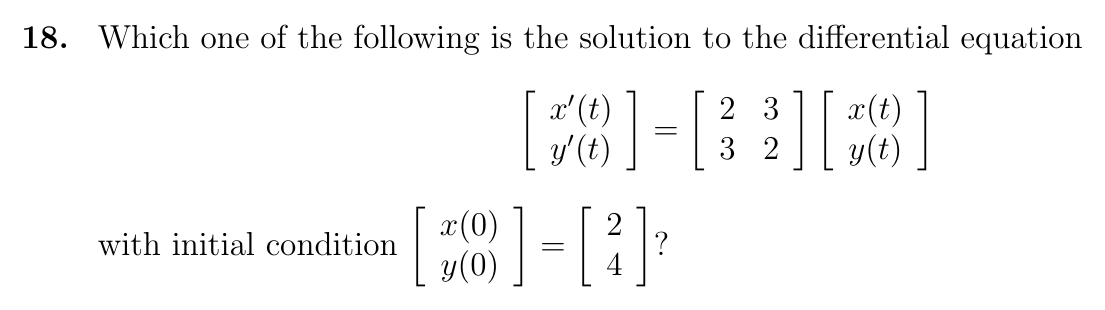 18. Which one of the following is the solution to the differential equation
[ x′(t) ] = [ 2 3 ] [ x(t) ]
[ y′(t) ]   [ 3 2 ] [ y(t) ]
with initial condition [ x(0) ] = [ 2 ]?
[ y(0) ]   [ 4 ]